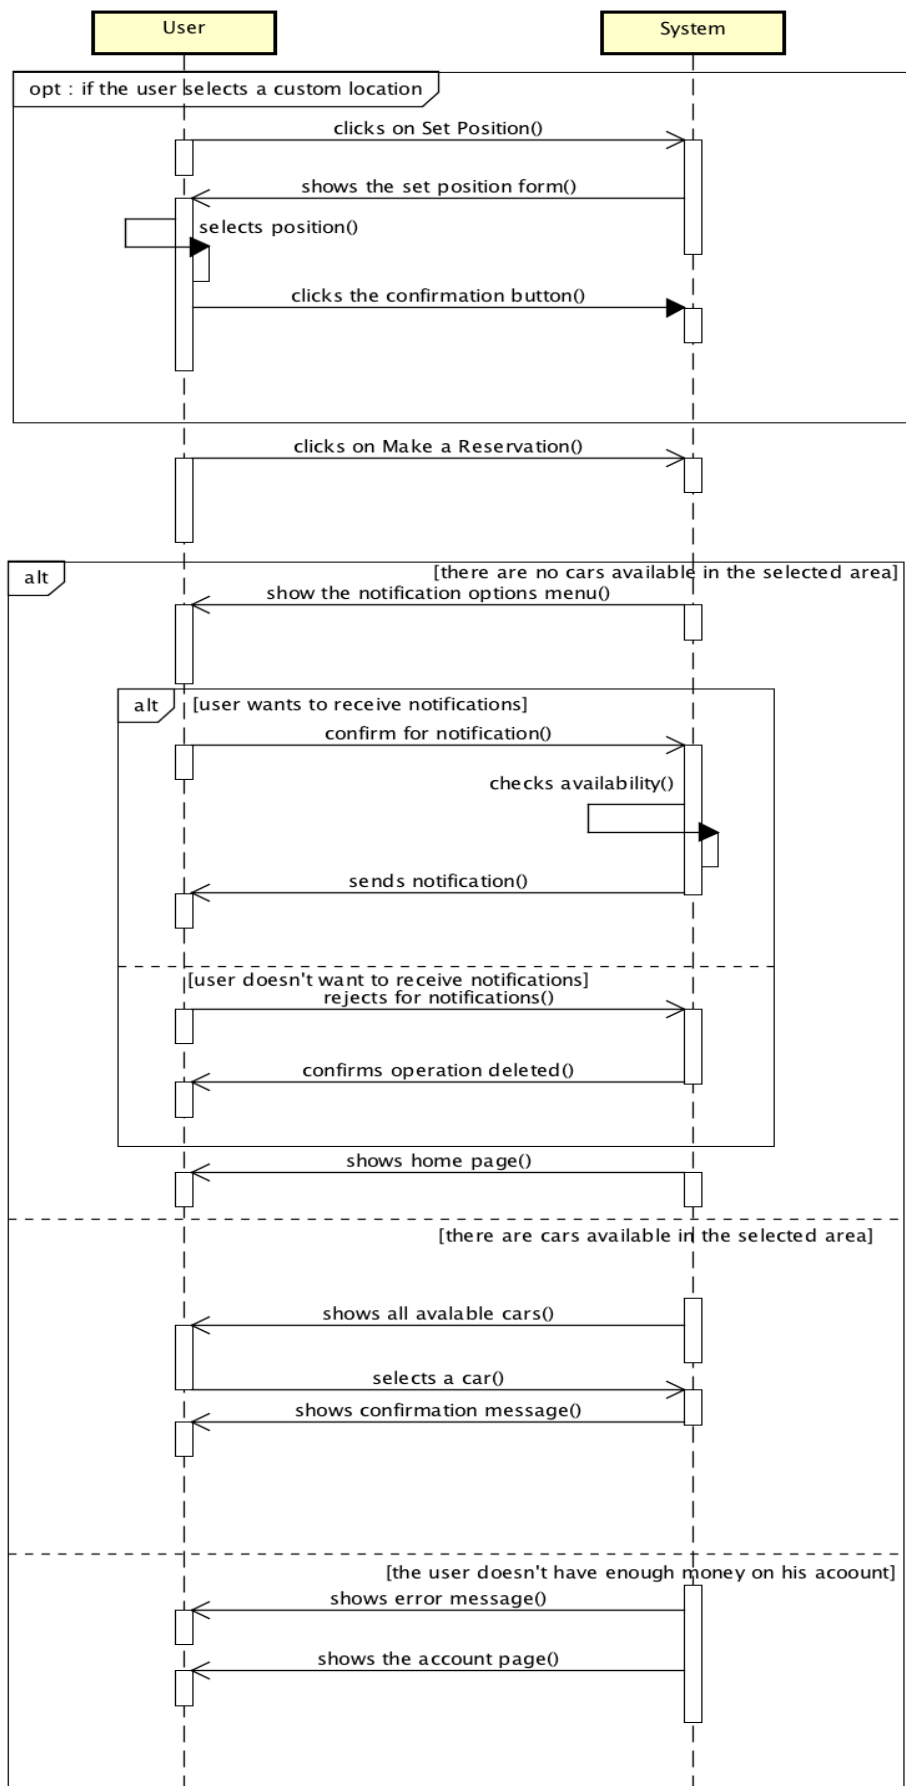 User
System
opt : if the user selects a custom location
clicks on Set Position()
shows the set position form()
selects position()
clicks the confirmation button()
clicks on Make a Reservation()
alt
[there are no cars available in the selected area]
show the notification options menu()
alt
[user wants to receive notifications]
confirm for notification()
checks availability()
sends notification()
[user doesn't want to receive notifications]
rejects for notifications()
confirms operation deleted()
shows home page()
[there are cars available in the selected area]
shows all avalable cars()
selects a car()
shows confirmation message()
[the user doesn't have enough money on his acoount]
shows error message()
shows the account page()